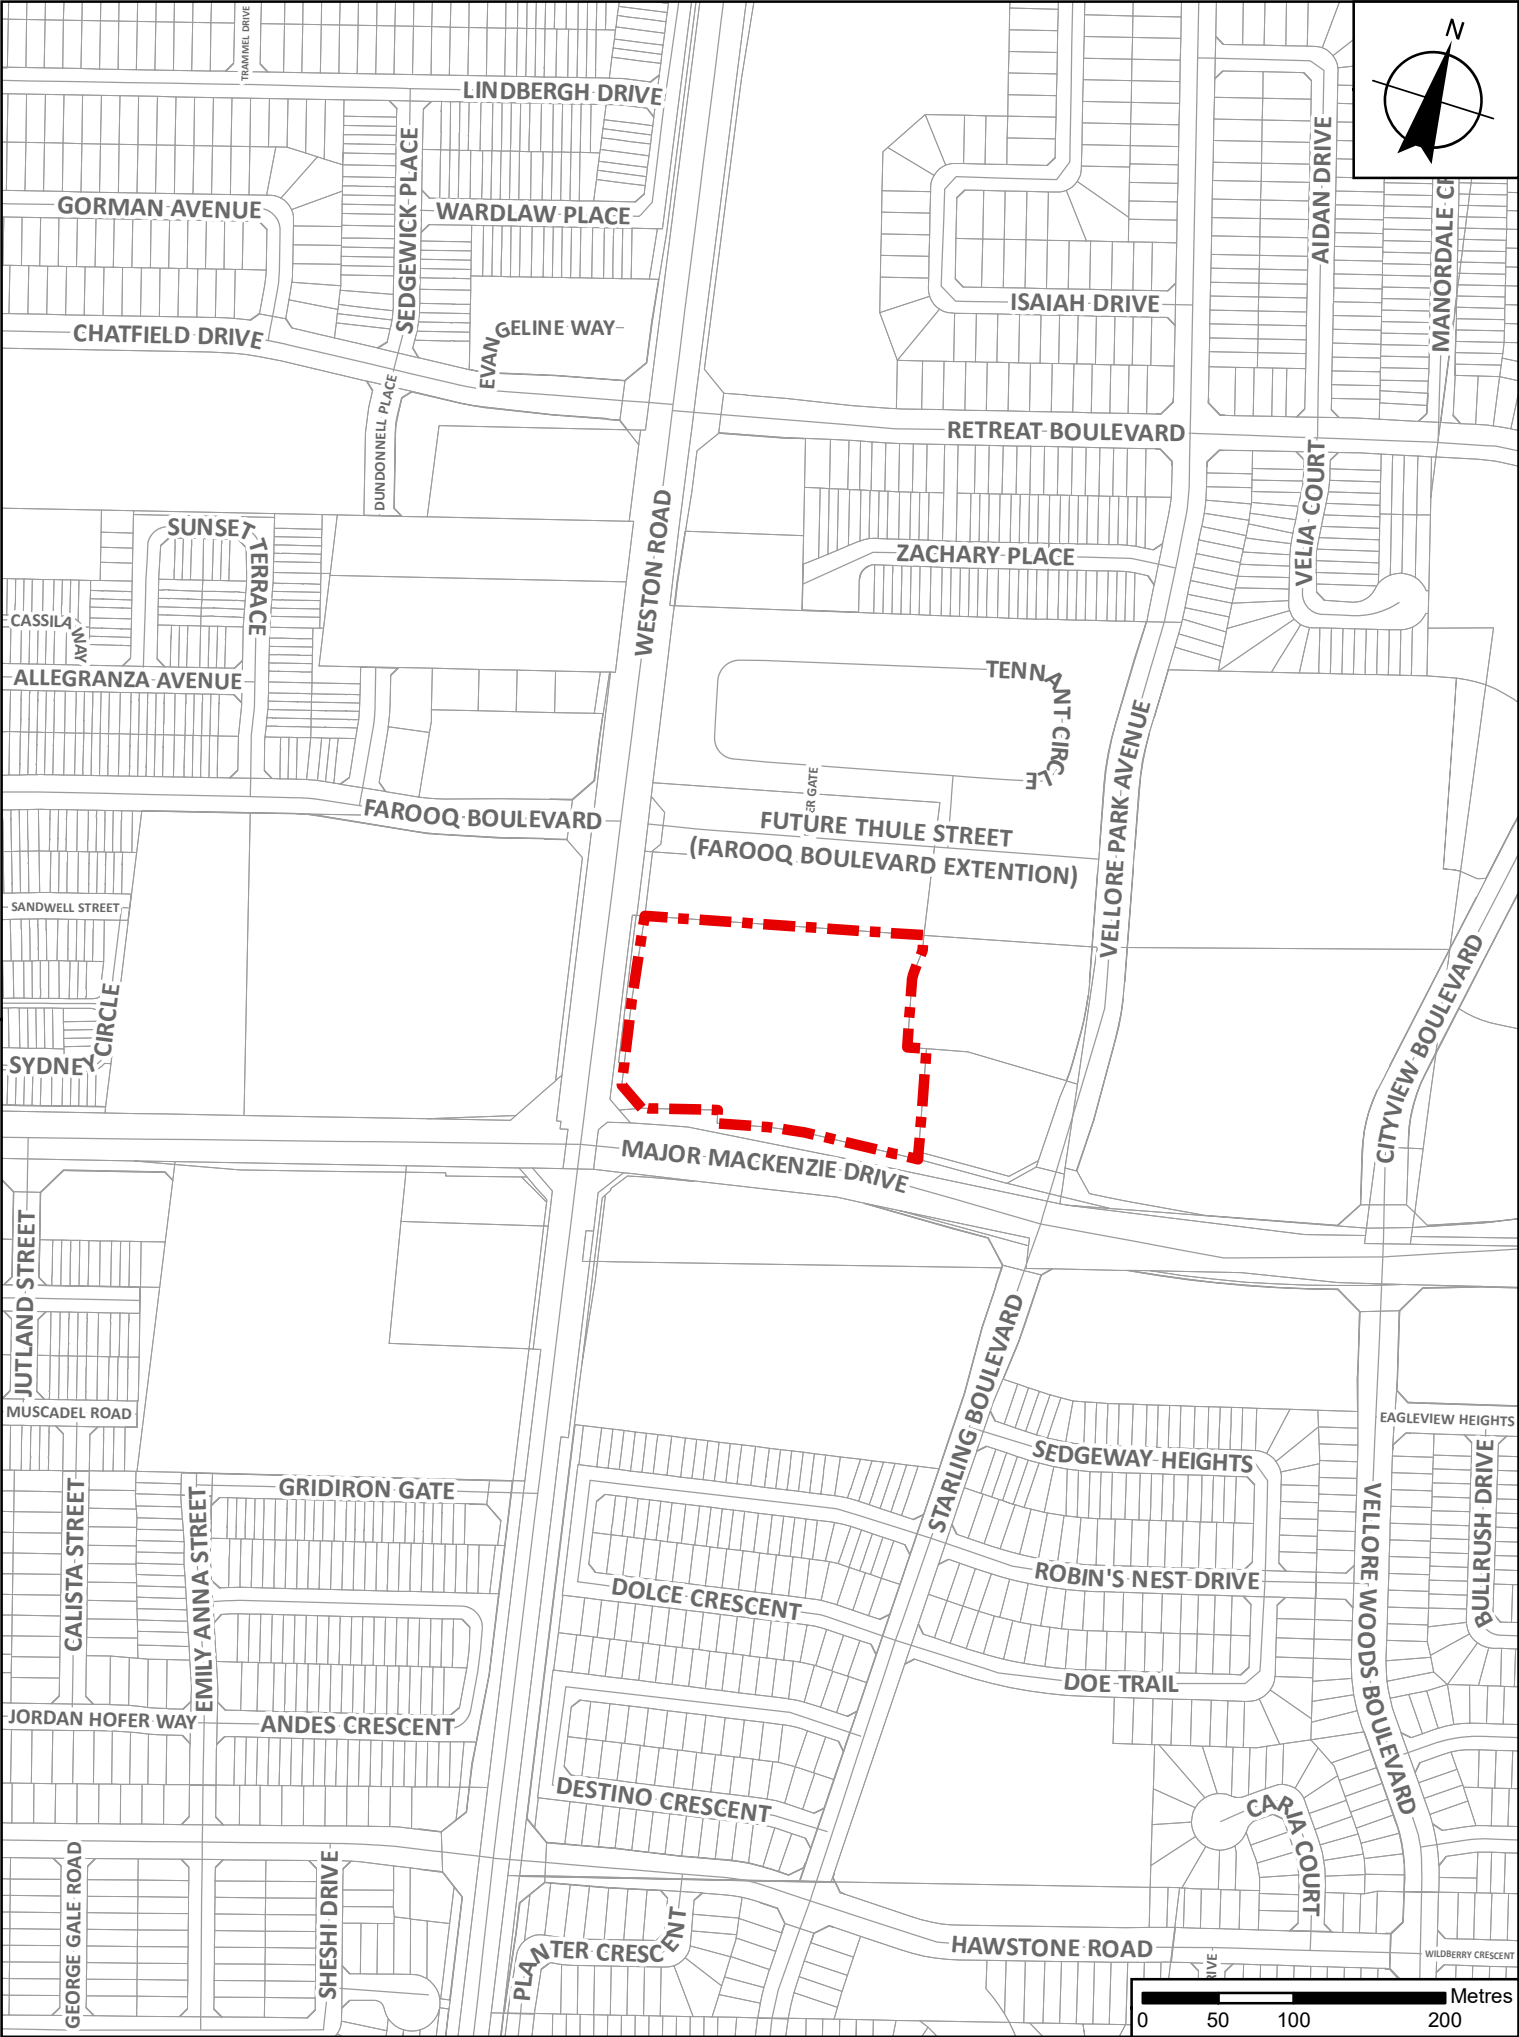 N
TRAMMEL DRIVE
LINDBERGH DRIVE
SEDGEWICK PLACE
AIDAN DRIVE
MANORDALE CR
GORMAN AVENUE
WARDLAW PLACE
ISAIAH DRIVE
CHATFIELD DRIVE
EVANGELINE WAY
DUNDONNELL PLACE
RETREAT BOULEVARD
VELIA COURT
WESTON ROAD
SUNSET TERRACE
ZACHARY PLACE
CASSILA WAY
ALLEGRANZA AVENUE
TENNANT CIRCLE
VELLORE PARK AVENUE
ER GATE
FAROOQ BOULEVARD
FUTURE THULE STREET
(FAROOQ BOULEVARD EXTENTION)
SANDWELL STREET
CITYVIEW BOULEVARD
SYDNEY CIRCLE
MAJOR MACKENZIE DRIVE
JUTLAND STREET
STARLING BOULEVARD
MUSCADEL ROAD
EAGLEVIEW HEIGHTS
SEDGEWAY HEIGHTS
GRIDIRON GATE
CALISTA STREET
EMILY ANNA STREET
VELLORE WOODS BOULEVARD
BULLRUSH DRIVE
ROBIN'S NEST DRIVE
DOLCE CRESCENT
DOE TRAIL
JORDAN HOFER WAY
ANDES CRESCENT
DESTINO CRESCENT
CARIA COURT
GEORGE GALE ROAD
SHESHI DRIVE
PLANTER CRESCENT
HAWSTONE ROAD
WILDBERRY CRESCENT
RIVE
Metres
0 50 100 200